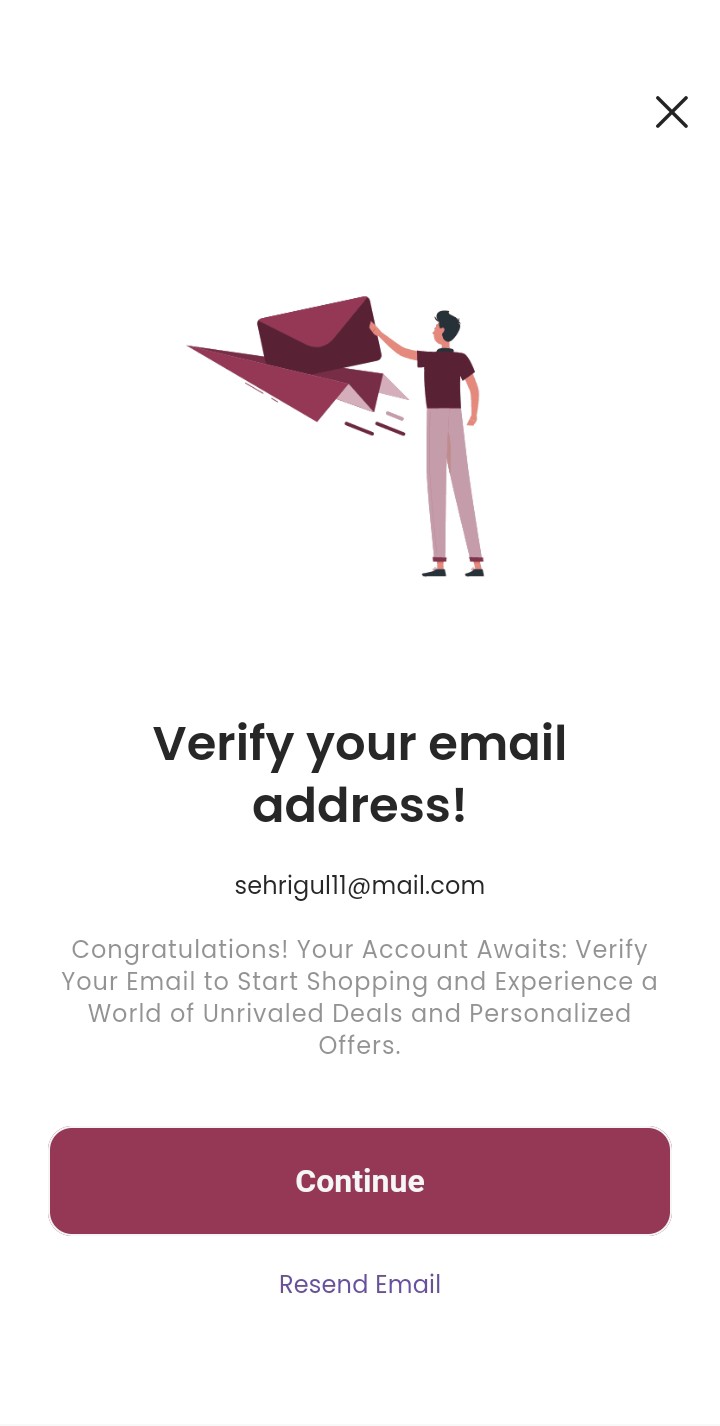 Verify your email
address!
sehrigul11@mail.com
Congratulations! Your Account Awaits: Verify
Your Email to Start Shopping and Experience a
World of Unrivaled Deals and Personalized
Offers.
Continue
Resend Email